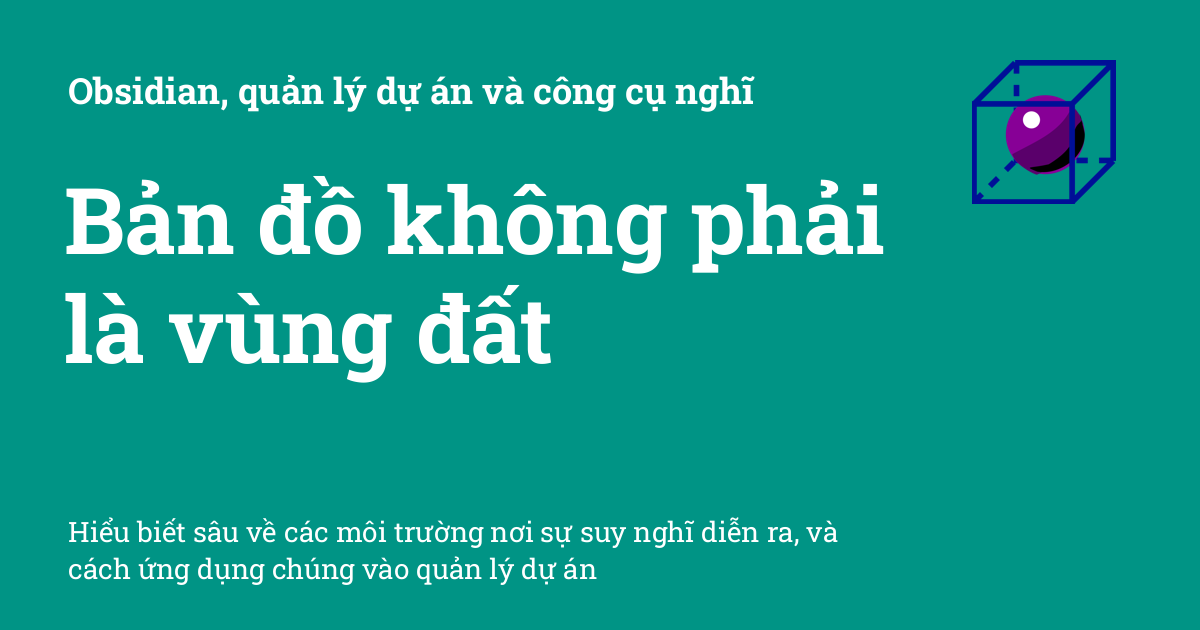 Obsidian, quản lý dự án và công cụ nghĩ
Bản đồ không phải
là vùng đất
Hiểu biết sâu về các môi trường nơi sự suy nghĩ diễn ra, và
cách ứng dụng chúng vào quản lý dự án